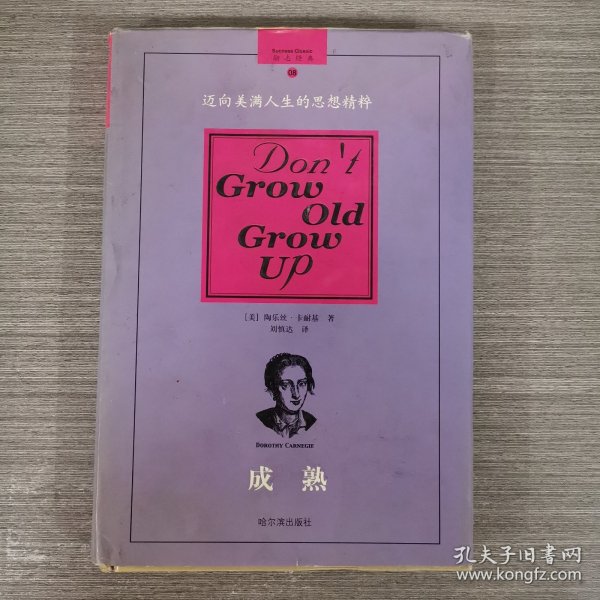 Success Classic
励志经典
08
迈向美满人生的思想精粹
Don't
Grow
Old
Grow
Up
[美] 陶乐丝·卡耐基 著
刘慎达 译
DOROTHY CARNEGIE
成 熟
哈尔滨出版社
孔夫子旧书网
www.kongfz.com